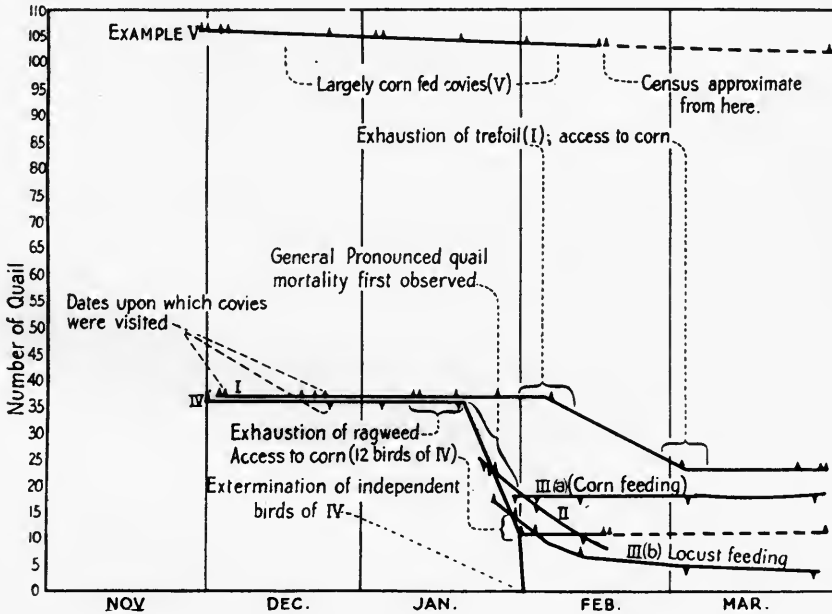 110
105
100
95
90
85
80
75
70
65
60
55
50
45
40
35
30
25
20
15
10
5
0
Number of Quail
EXAMPLE V
Largely corn fed covies (V)
Census approximate
from here.
Exhaustion of trefoil (I); access to corn
General Pronounced quail
mortality first observed
Dates upon which covies
were visited
I
IV
Exhaustion of ragweed
Access to corn (12 birds of IV)
Extermination of independent
birds of IV
III(a) (Corn feeding)
II
III(b) Locust feeding
NOV
DEC.
JAN.
FEB.
MAR.